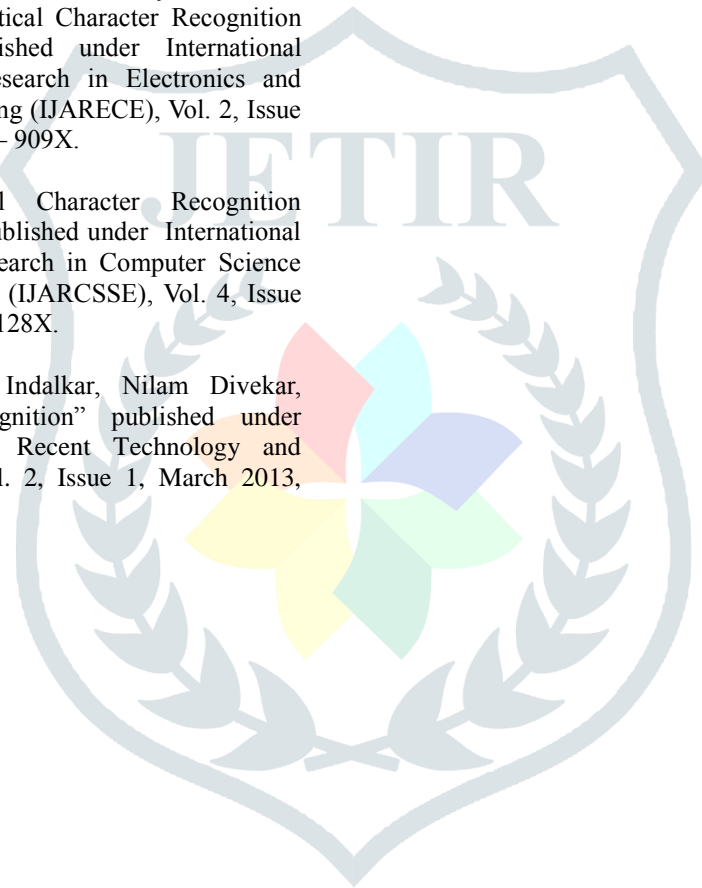 tical Character Recognition
ished under International
esearch in Electronics and
ng (IJARECE), Vol. 2, Issue
– 909X.
l Character Recognition
ublished under International
earch in Computer Science
(IJARCSSE), Vol. 4, Issue
128X.
Indalkar, Nilam Divekar,
gnition” published under
Recent Technology and
l. 2, Issue 1, March 2013,
JETIR